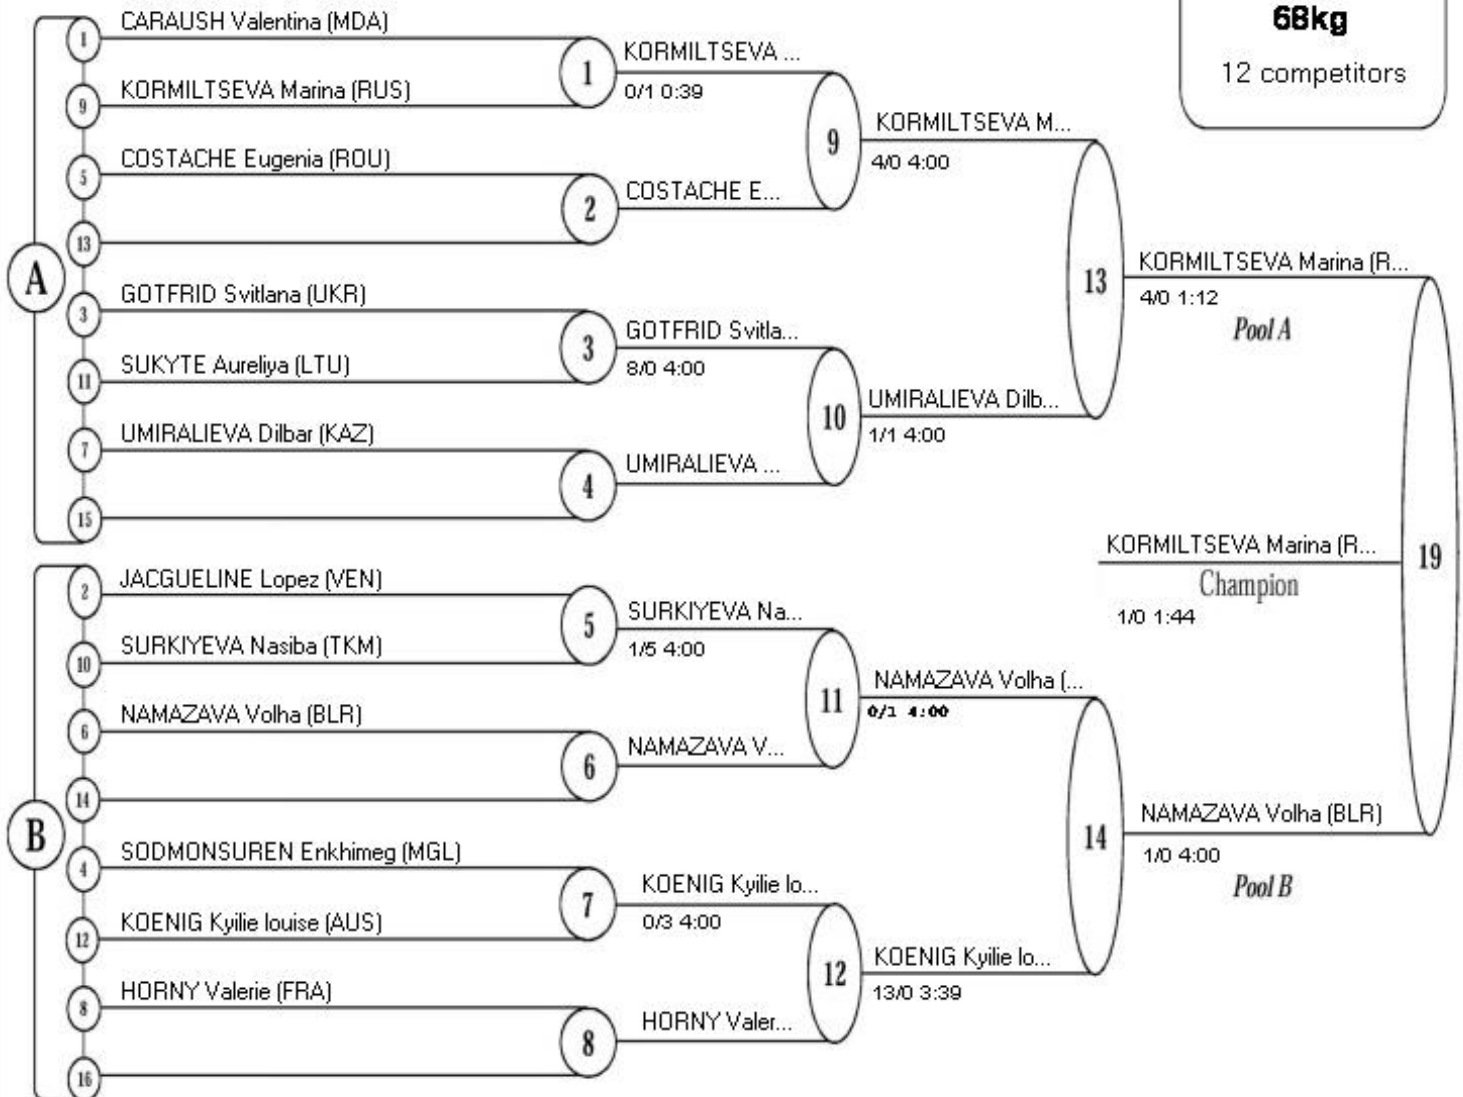 68kg
12 competitors
A
1
CARAUSH Valentina (MDA)
9
KORMILTSEVA Marina (RUS)
5
COSTACHE Eugenia (ROU)
13
3
GOTFRID Svitlana (UKR)
11
SUKYTE Aureliya (LTU)
7
UMIRALIEVA Dilbar (KAZ)
15
1
KORMILTSEVA ...
0/1 0:39
2
COSTACHE E...
3
GOTFRID Svitla...
8/0 4:00
4
UMIRALIEVA ...
9
KORMILTSEVA M...
4/0 4:00
10
UMIRALIEVA Dilb...
1/1 4:00
13
KORMILTSEVA Marina (R...
4/0 1:12
Pool A
B
2
JACGUELINE Lopez (VEN)
10
SURKIYEVA Nasiba (TKM)
6
NAMAZAVA Volha (BLR)
14
4
SODMONSUREN Enkhimeg (MGL)
12
KOENIG Kyilie louise (AUS)
8
HORNY Valerie (FRA)
16
5
SURKIYEVA Na...
1/5 4:00
6
NAMAZAVA V...
7
KOENIG Kyilie lo...
0/3 4:00
8
HORNY Valer...
11
NAMAZAVA Volha (...
0/1 4:00
12
KOENIG Kyilie lo...
13/0 3:39
14
NAMAZAVA Volha (BLR)
1/0 4:00
Pool B
19
KORMILTSEVA Marina (R...
Champion
1/0 1:44